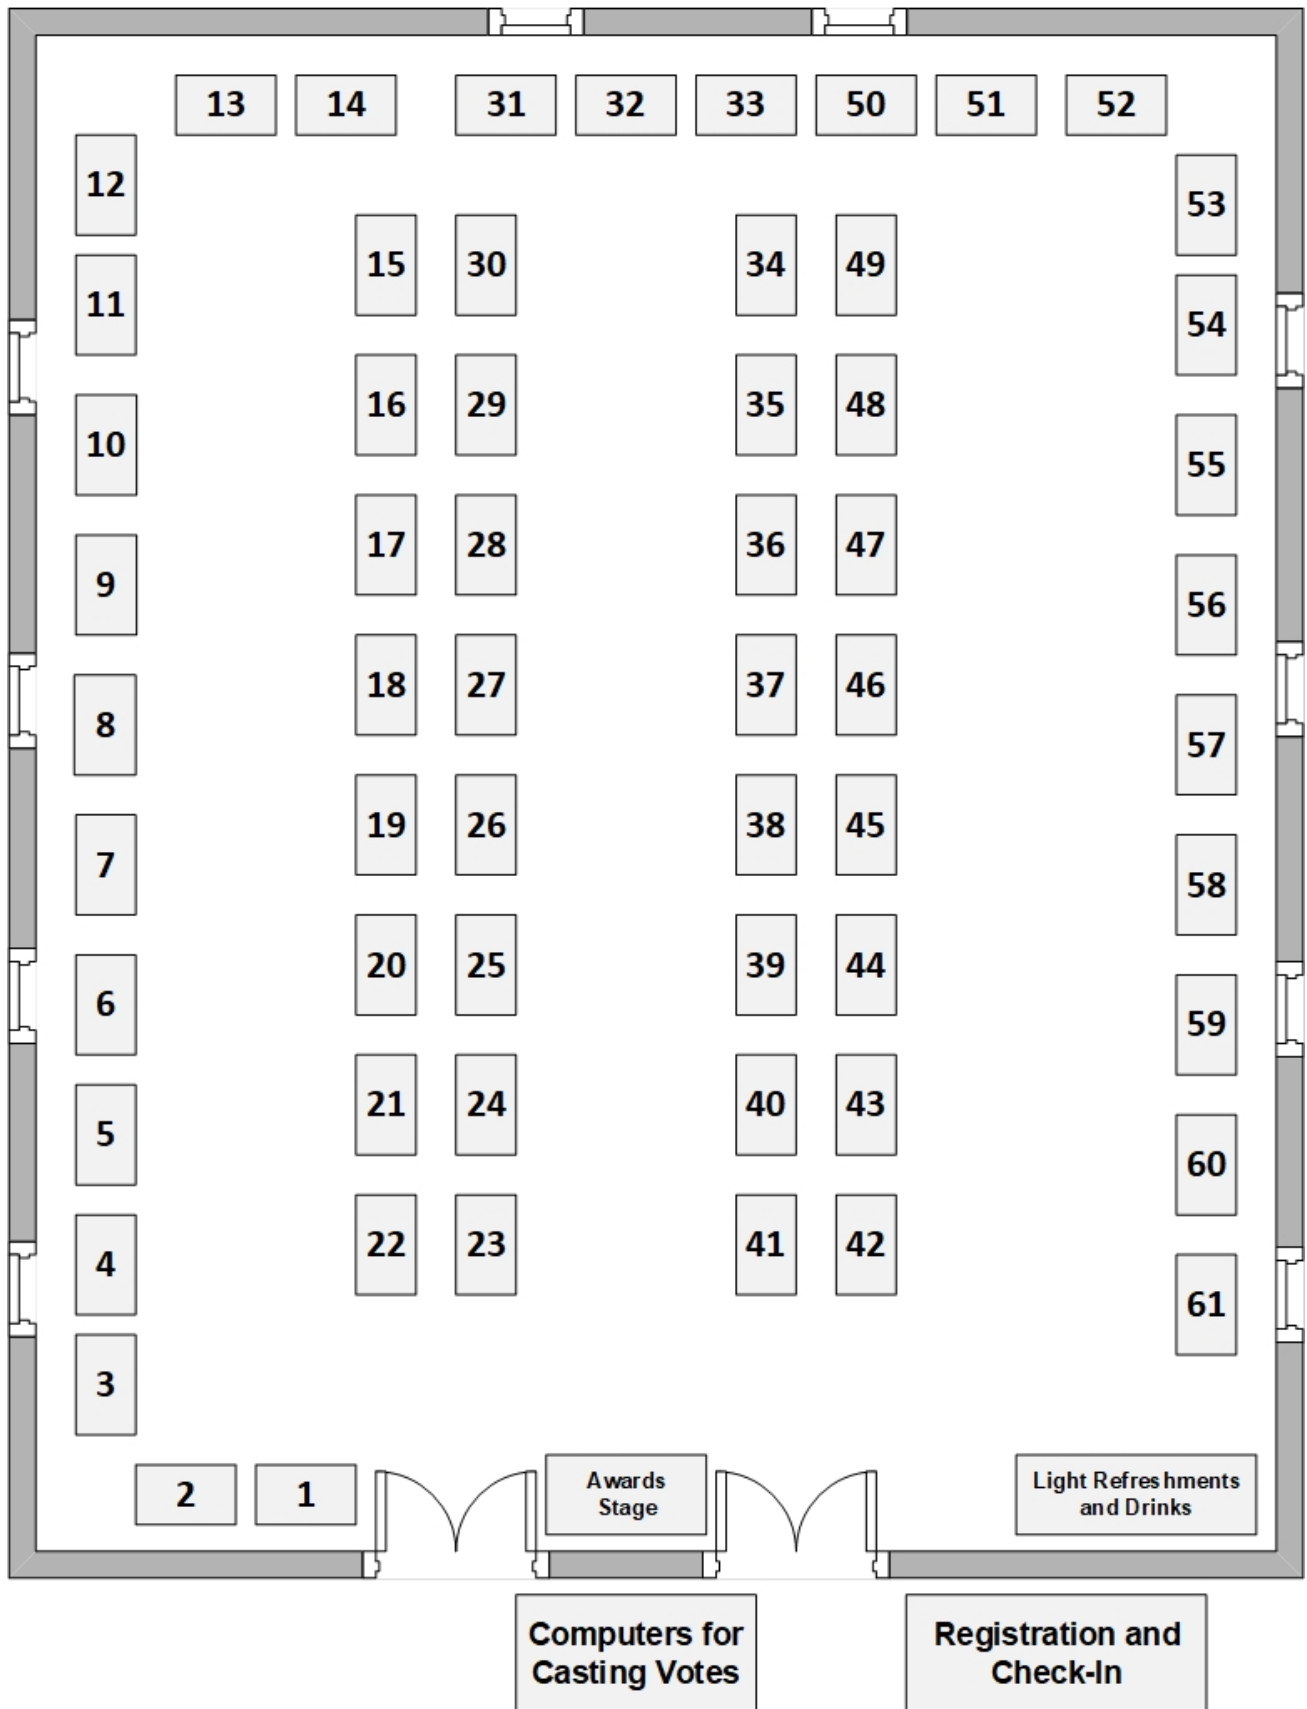 13 14 31 32 33 50 51 52
12
53
11
15 30 34 49
54
10
16 29 35 48
55
9
17 28 36 47
56
8
18 27 37 46
57
7
19 26 38 45
58
6
20 25 39 44
59
5
21 24 40 43
60
4
22 23 41 42
61
3
2 1
Awards
Stage
Light Refreshments
and Drinks
Computers for
Casting Votes
Registration and
Check-In